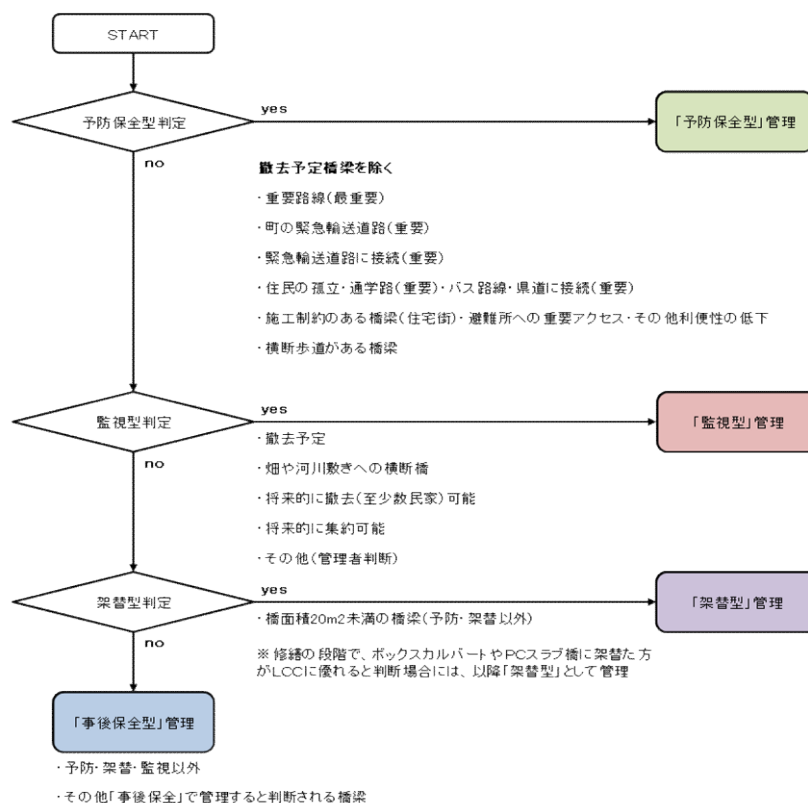 START
予防保全型判定
yes
「予防保全型」管理
no
撤去予定橋梁を除く
・重要路線(最重要)
・町の緊急輸送道路(重要)
・緊急輸送道路に接続(重要)
・住民の孤立・通学路(重要)・バス路線・県道に接続(重要)
・施工制約のある橋梁(住宅街)・避難所への重要アクセス・その他利便性の低下
・横断歩道がある橋梁
監視型判定
yes
「監視型」管理
no
・撤去予定
・畑や河川敷きへの横断橋
・将来的に撤去(至少数民家)可能
・将来的に集約可能
・その他(管理者判断)
架替型判定
yes
「架替型」管理
no
・橋面積20m2未満の橋梁(予防・架替以外)
※修繕の段階で、ボックスカルバートやPCスラブ橋に架替た方
がLCCに優れると判断場合には、以降「架替型」として管理
「事後保全型」管理
・予防・架替・監視以外
・その他「事後保全」で管理すると判断される橋梁